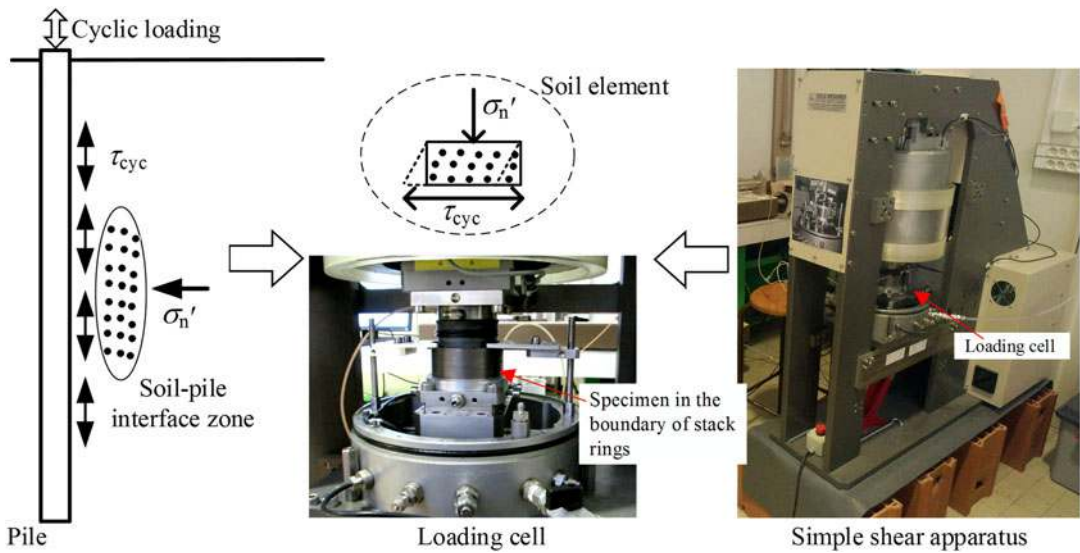 Cyclic loading
Soil element
σn′
τcyc
τcyc
σn′
Soil-pile
interface zone
Specimen in the
boundary of stack
rings
Loading cell
Pile
Loading cell
Simple shear apparatus